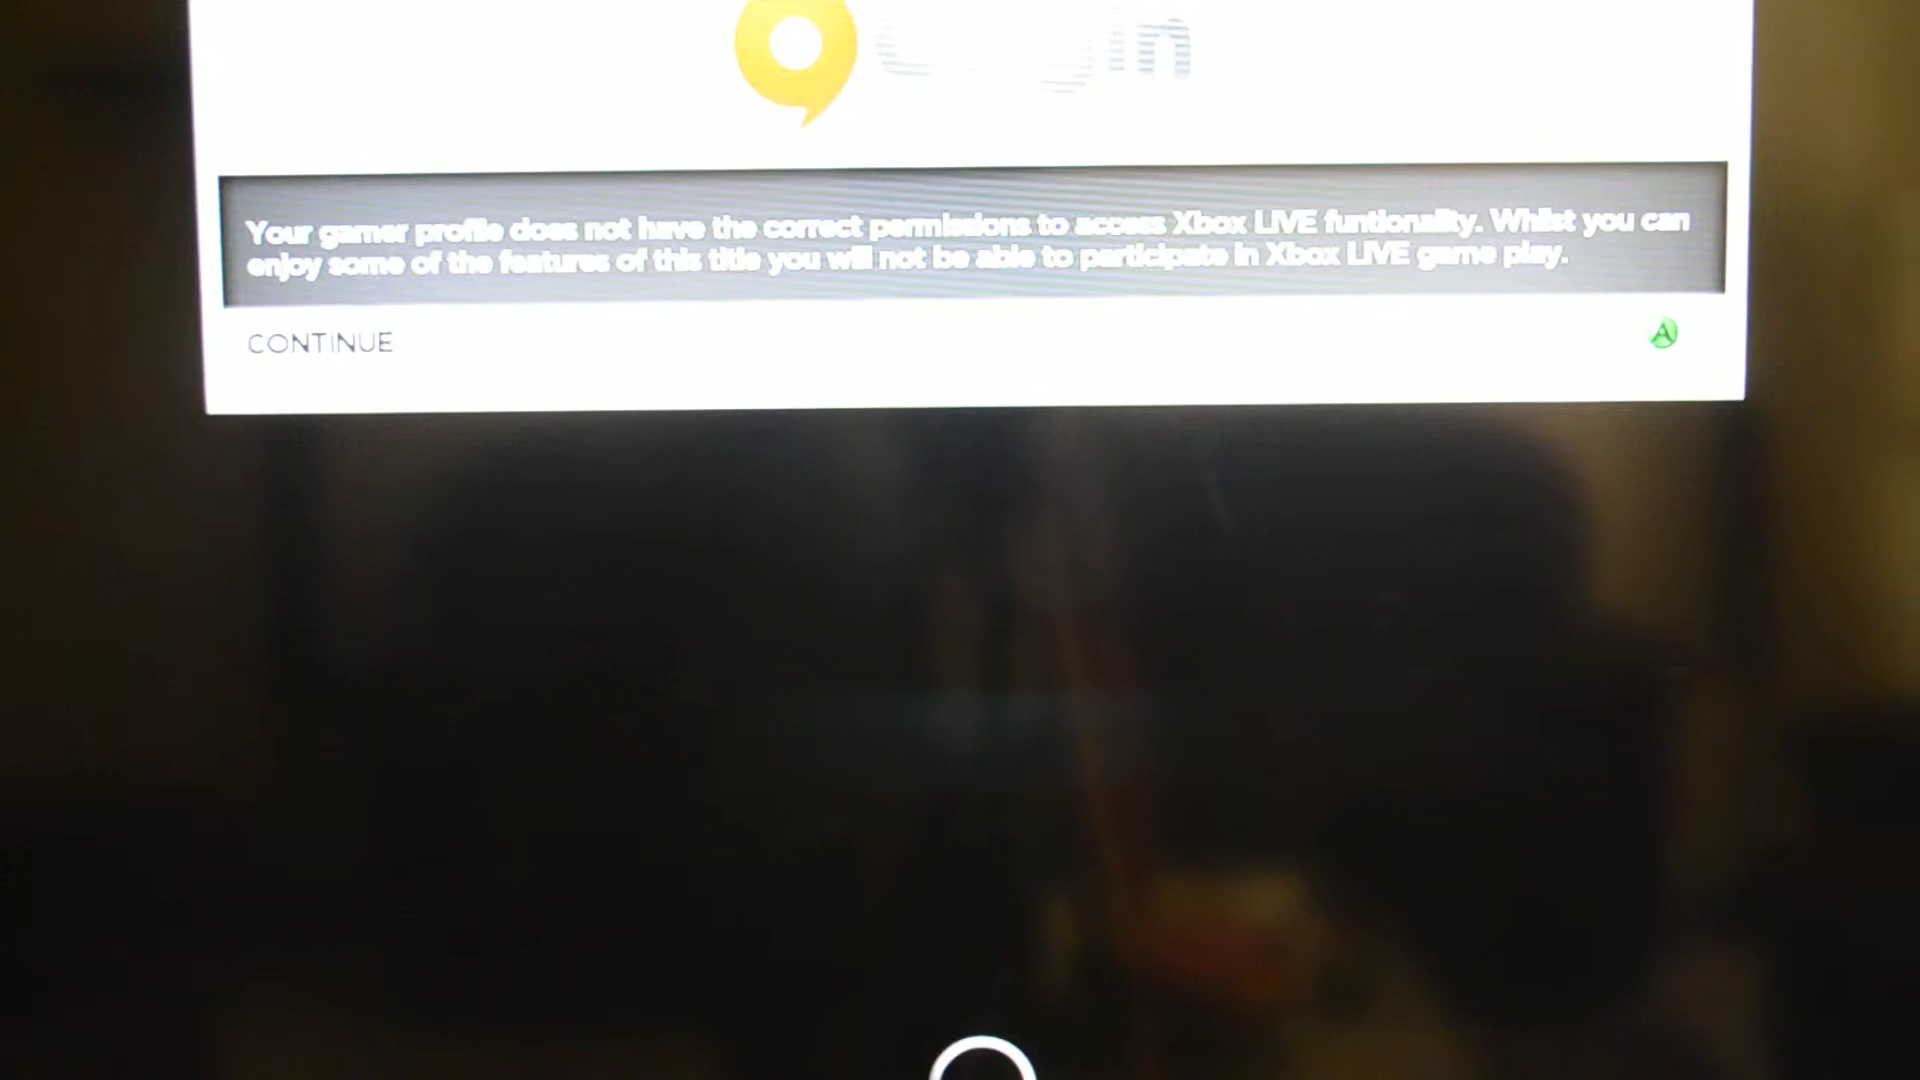 in
Your gamer profile does not have the correct permissions to access Xbox LIVE funtionality. Whilst you can
enjoy some of the features of this title you will not be able to participate in Xbox LIVE game play.
CONTINUE
A